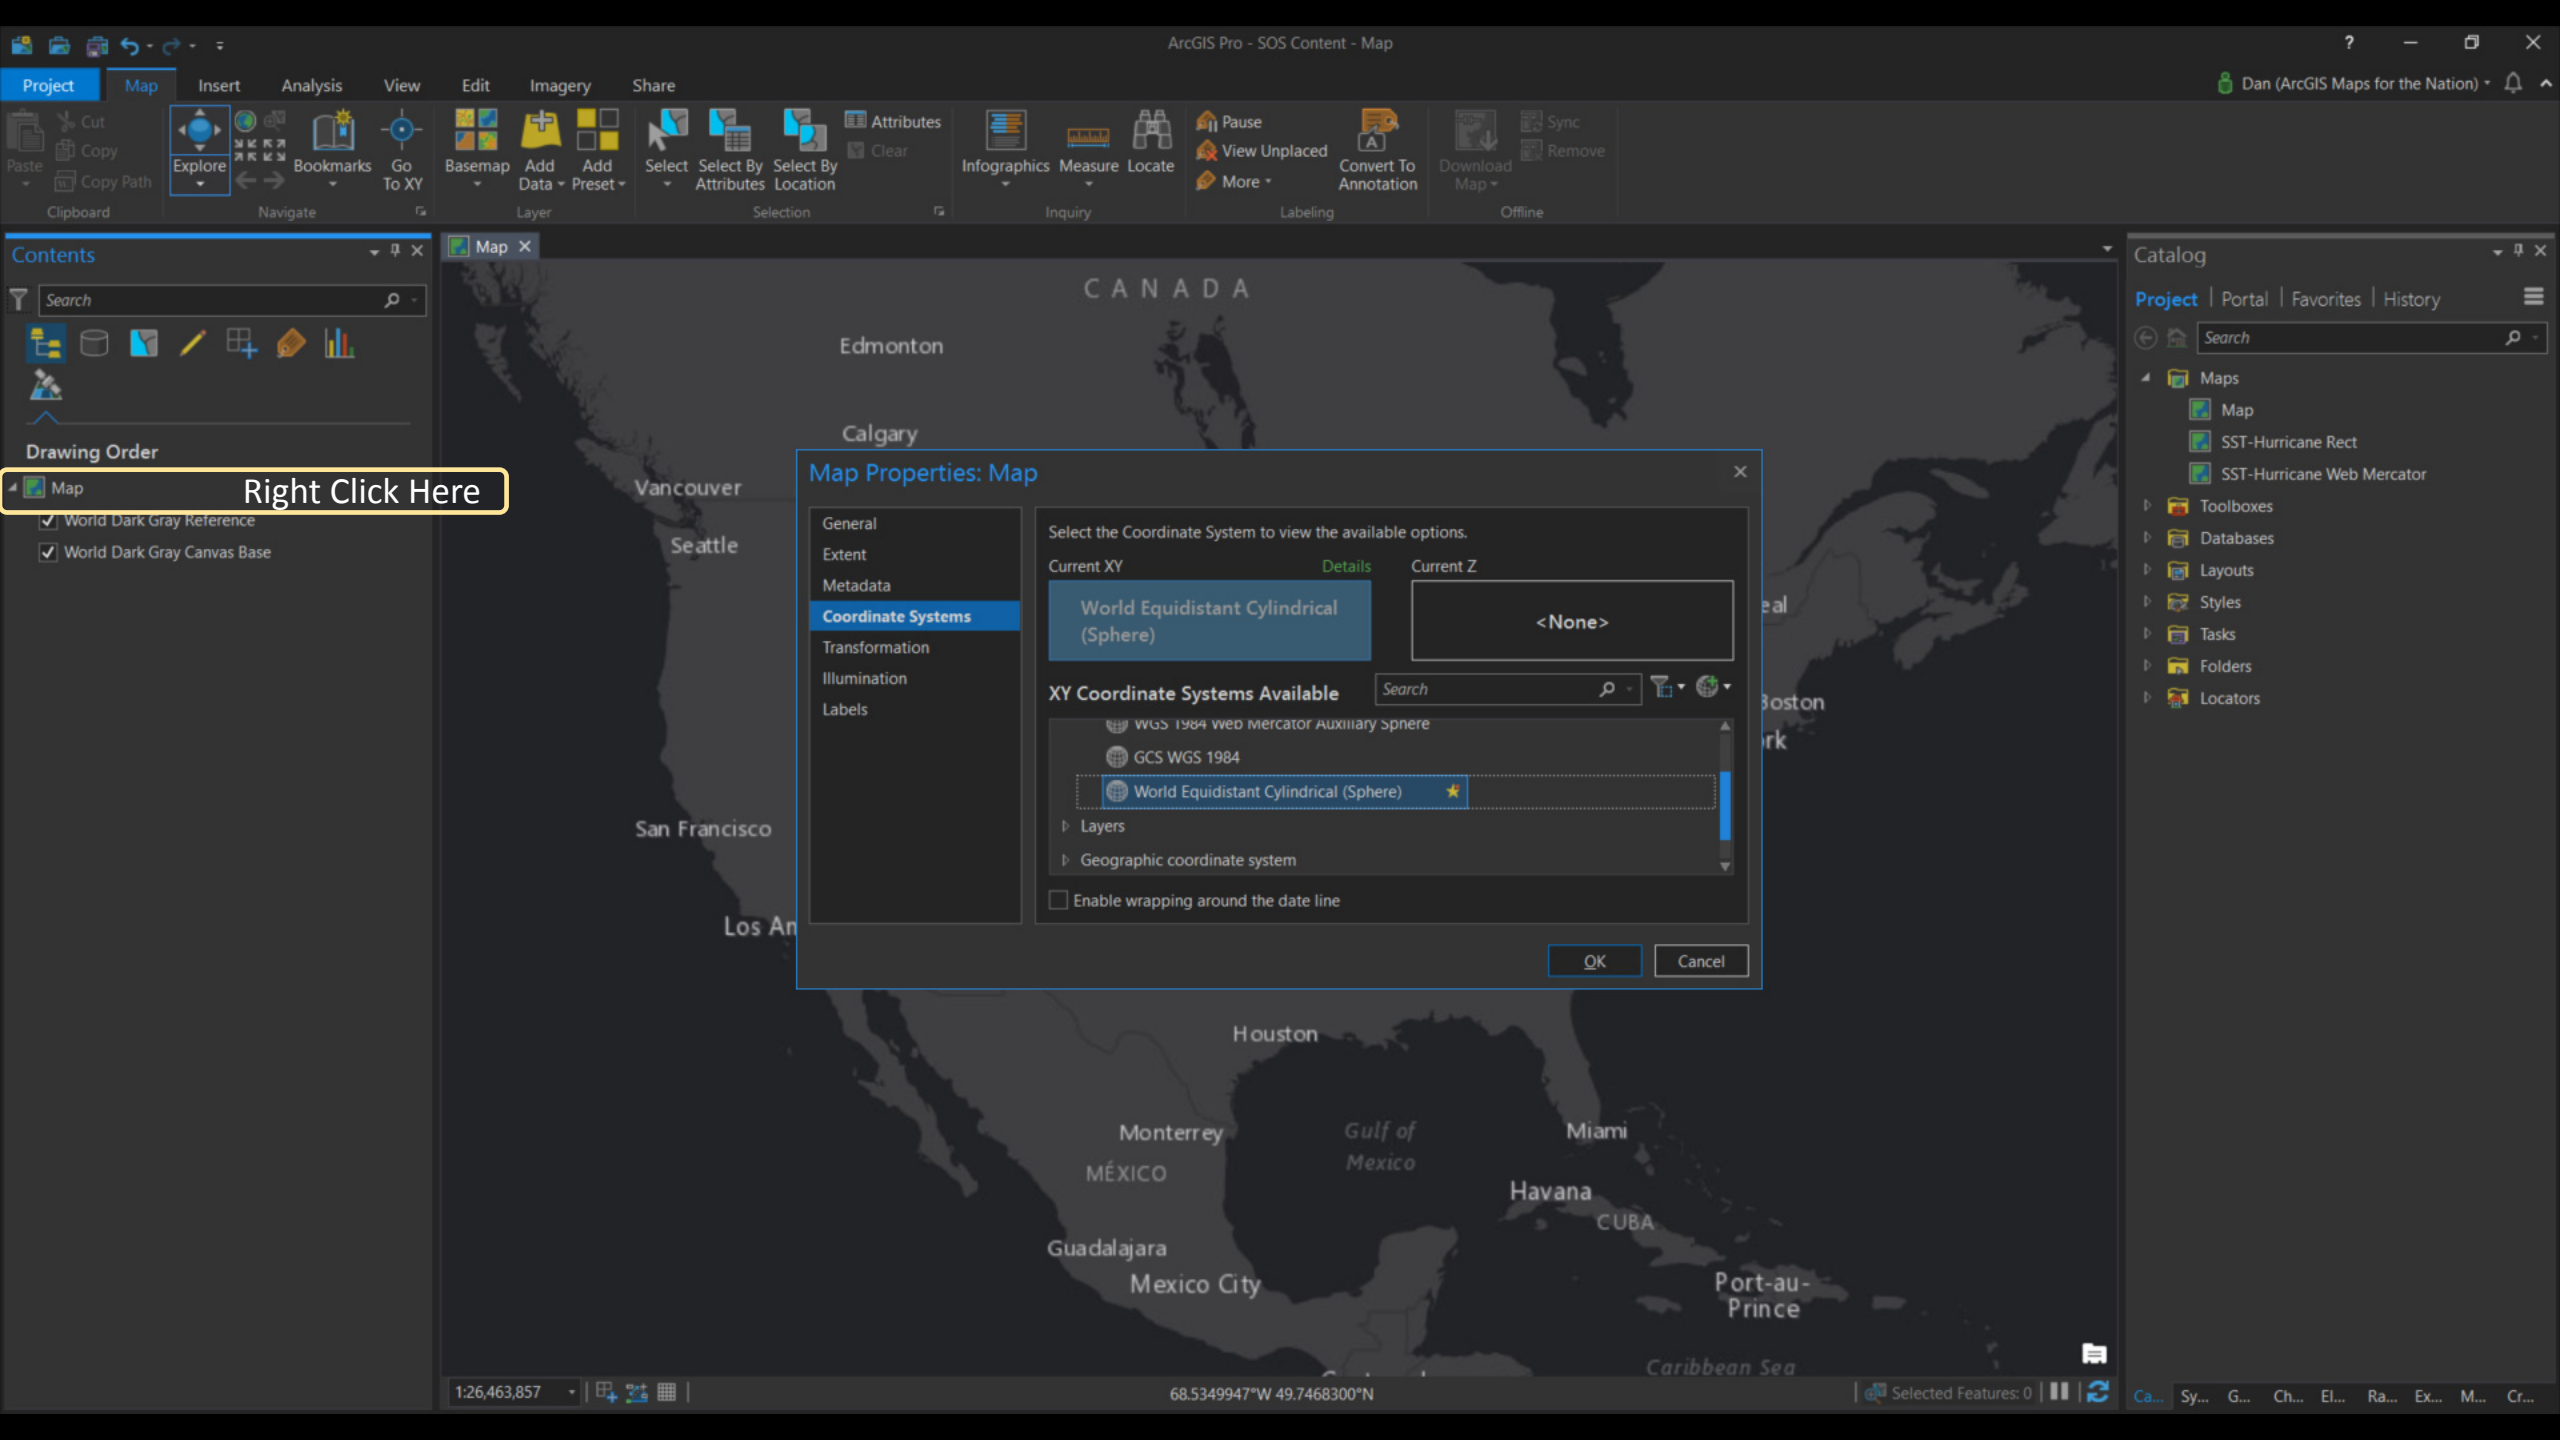 ArcGIS Pro - SOS Content - Map
?
Project Map Insert Analysis View Edit Imagery Share
Dan (ArcGIS Maps for the Nation)
Paste
Cut
Copy
Copy Path
Clipboard
Explore
Bookmarks
Go
To XY
Navigate
Basemap
Add
Data
Add
Preset
Layer
Select
Select By
Attributes
Select By
Location
Attributes
Clear
Selection
Infographics
Measure
Locate
Inquiry
Pause
View Unplaced
More
Convert To
Annotation
Labeling
Download
Map
Sync
Remove
Offline
Contents
Search
Drawing Order
Map
Right Click Here
World Dark Gray Reference
World Dark Gray Canvas Base
Map
CANADA
Edmonton
Calgary
Vancouver
Seattle
San Francisco
Los An
eal
Boston
rk
Houston
Monterrey
MÉXICO
Gulf of
Mexico
Miami
Havana
CUBA
Guadalajara
Mexico City
Port-au-
Prince
Caribbean Sea
Map Properties: Map
General
Extent
Metadata
Coordinate Systems
Transformation
Illumination
Labels
Select the Coordinate System to view the available options.
Current XY Details Current Z
World Equidistant Cylindrical
(Sphere)
<None>
XY Coordinate Systems Available
Search
WGS 1984 Web Mercator Auxiliary Sphere
GCS WGS 1984
World Equidistant Cylindrical (Sphere)
Layers
Geographic coordinate system
Enable wrapping around the date line
OK Cancel
1:26,463,857
68.5349947°W 49.7468300°N
Selected Features: 0
Catalog
Project Portal Favorites History
Search
Maps
Map
SST-Hurricane Rect
SST-Hurricane Web Mercator
Toolboxes
Databases
Layouts
Styles
Tasks
Folders
Locators
Ca... Sy... G... Ch... El... Ra... Ex... M... Cr...